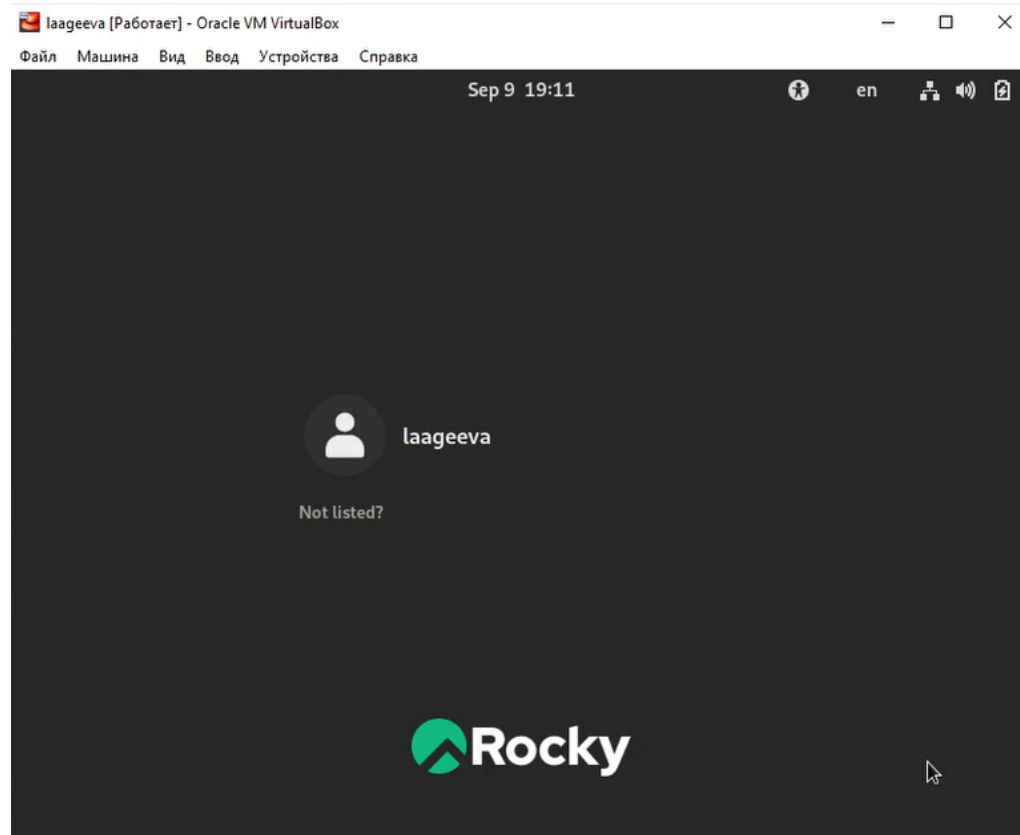 laageeva [Работает] - Oracle VM VirtualBox
Файл Машина Вид Ввод Устройства Справка
Sep 9 19:11 en
laageeva
Not listed?
Rocky